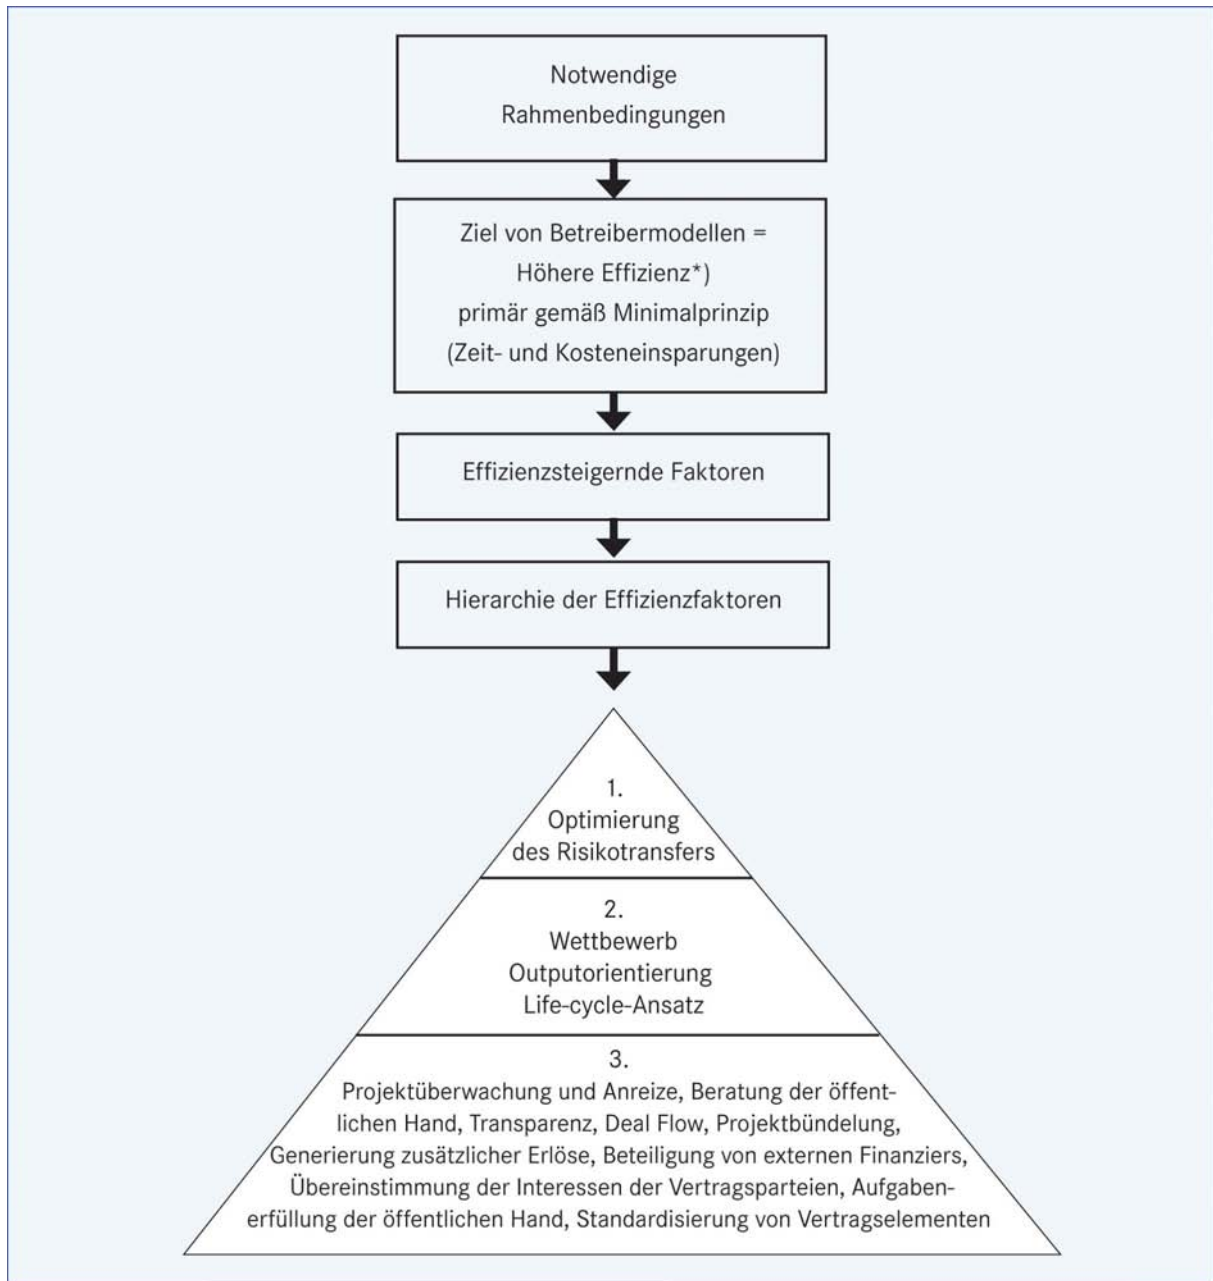 Notwendige
Rahmenbedingungen
Ziel von Betreibermodellen =
Höhere Effizienz*)
primär gemäß Minimalprinzip
(Zeit- und Kosteneinsparungen)
Effizienzsteigernde Faktoren
Hierarchie der Effizienzfaktoren
1.
Optimierung
des Risikotransfers
2.
Wettbewerb
Outputorientierung
Life-cycle-Ansatz
3.
Projektüberwachung und Anreize, Beratung der öffent-
lichen Hand, Transparenz, Deal Flow, Projektbündelung,
Generierung zusätzlicher Erlöse, Beteiligung von externen Finanziers,
Übereinstimmung der Interessen der Vertragsparteien, Aufgaben-
erfüllung der öffentlichen Hand, Standardisierung von Vertragselementen